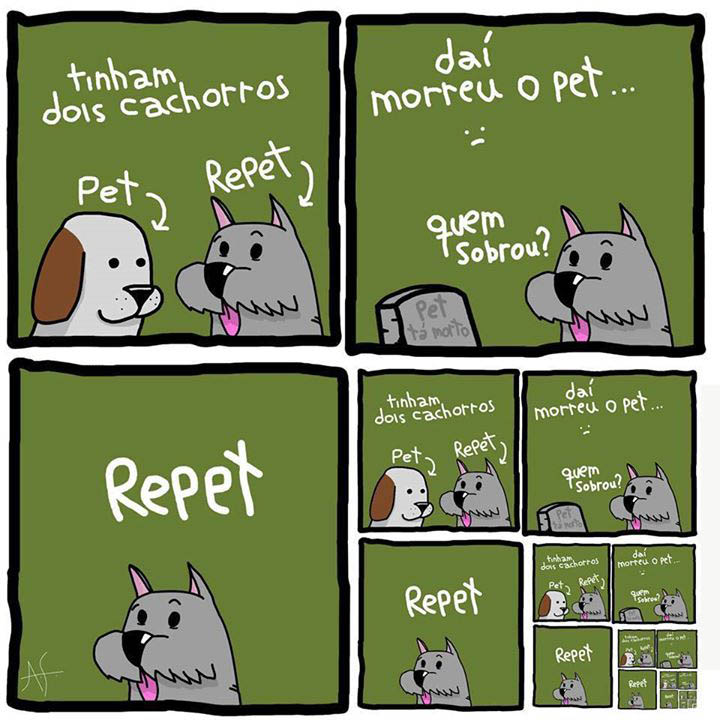 tinham
dois cachorros
Pet
Repet
daí
morreu o pet...
quem
sobrou?
Pet
tá morto
Repet
AF
tinham
dois cachorros
Pet
Repet
daí
morreu o pet...
quem
sobrou?
Pet
tá morto
Repet
tinham
dois cachorros
Pet
Repet
daí
morreu o pet...
quem
sobrou?
Repet
Repet